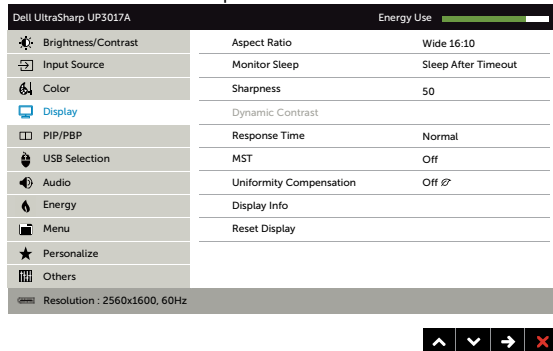 Dell UltraSharp UP3017A Energy Use
Brightness/Contrast Aspect Ratio Wide 16:10
Input Source Monitor Sleep Sleep After Timeout
Color Sharpness 50
Display Dynamic Contrast
PIP/PBP Response Time Normal
USB Selection MST Off
Audio Uniformity Compensation Off
Energy Display Info
Menu Reset Display
Personalize
Others
Resolution : 2560x1600, 60Hz